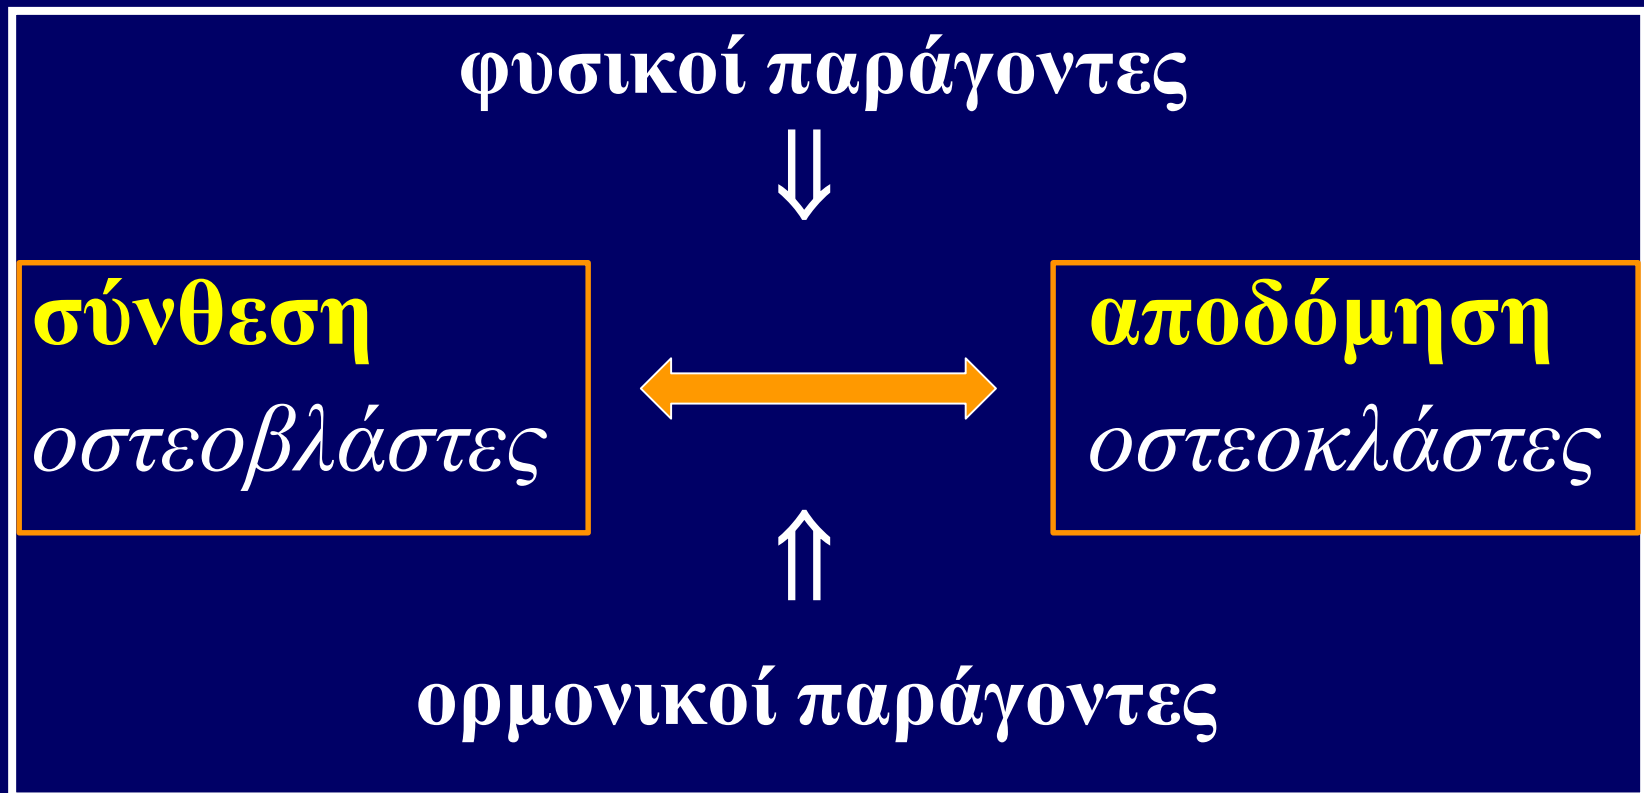 φυσικοί παράγοντες
⇓
σύνθεση
οστεοβλάστες
αποδόμηση
οστεοκλάστες
⇑
ορμονικοί παράγοντες